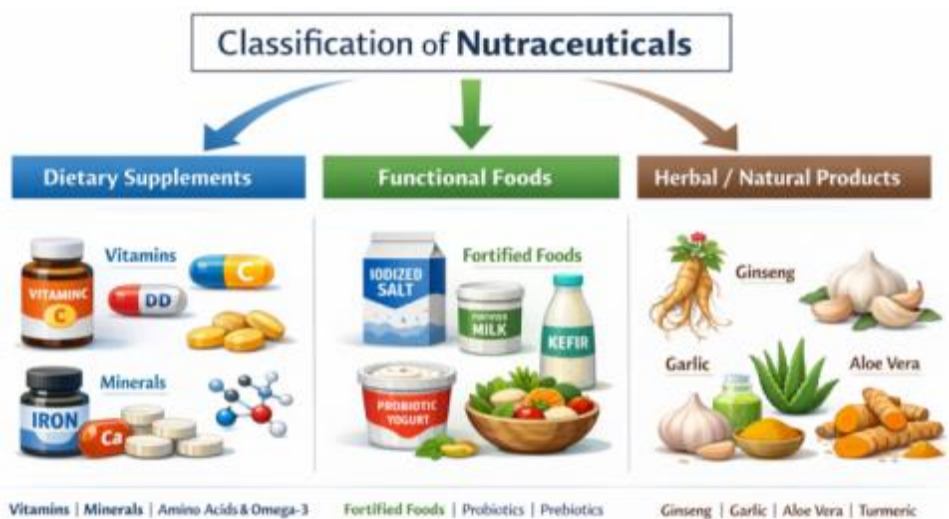 Classification of Nutraceuticals
Dietary Supplements
Functional Foods
Herbal / Natural Products
Vitamins
VITAMINC
C
C
DD
Minerals
IRON
Ca
Fortified Foods
IODIZED
SALT
MILK
KEFIR
PROBIOTIC
YOGURT
Ginseng
Garlic
Aloe Vera
Vitamins | Minerals | Amino Acids & Omega-3
Fortified Foods | Probiotics | Prebiotics
Ginseng | Garlic | Aloe Vera | Turmeric